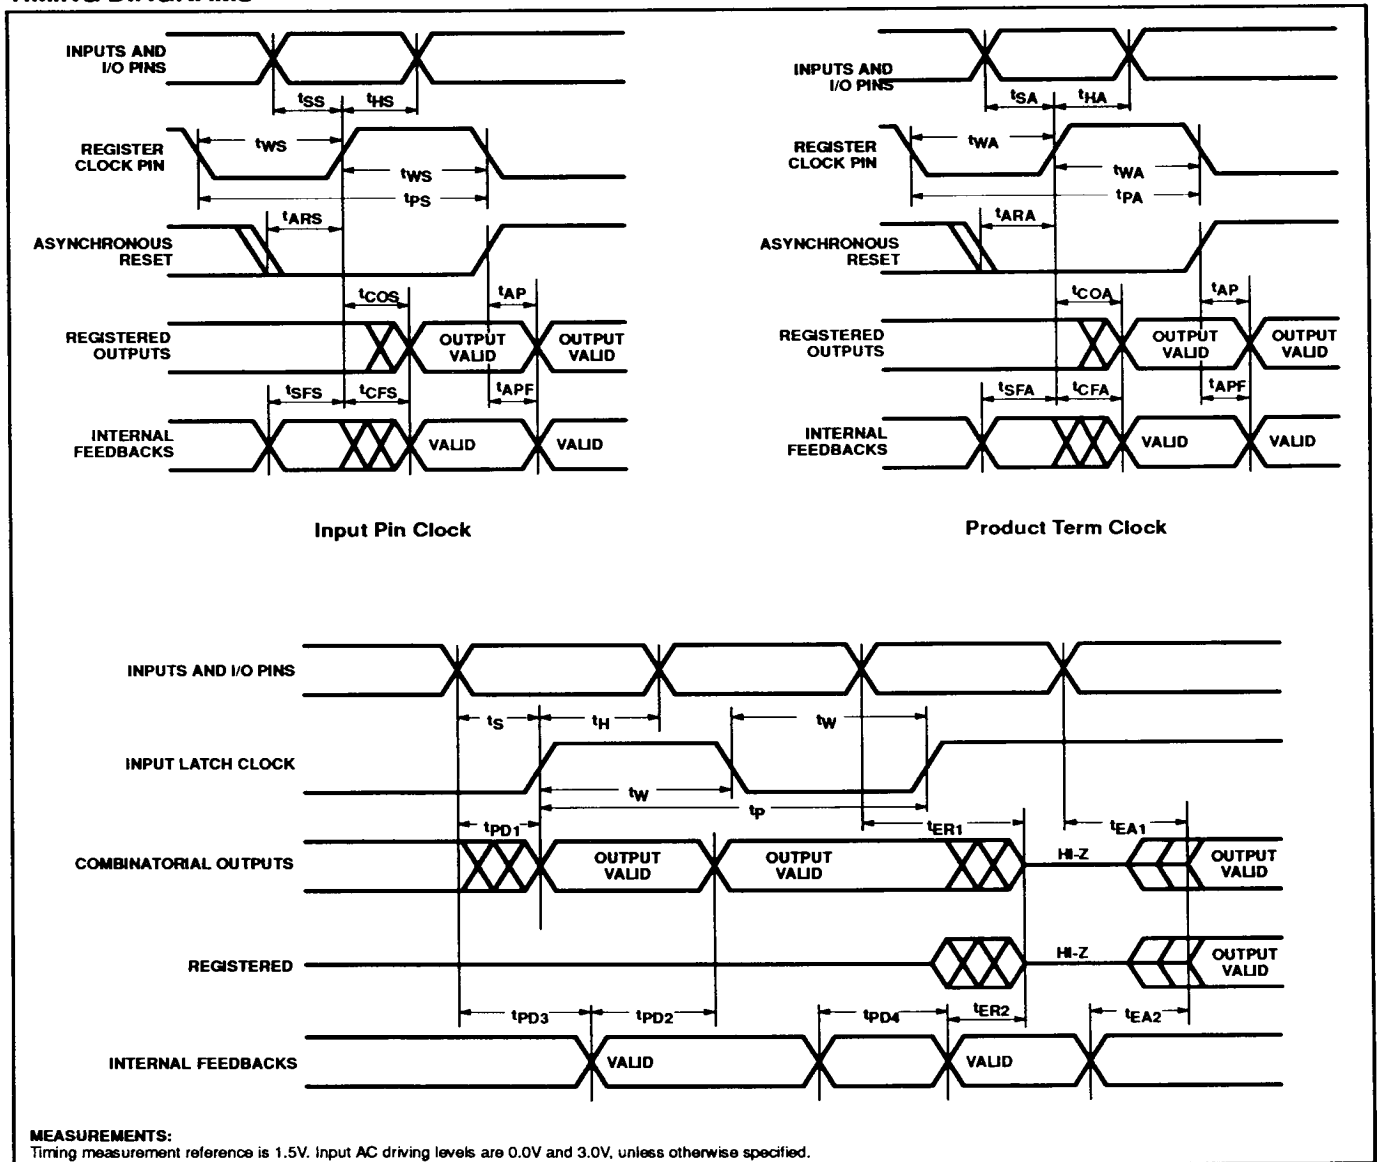 INPUTS AND
I/O PINS
tSS
tHS
REGISTER
CLOCK PIN
tWS
tWS
tPS
tARS
ASYNCHRONOUS
RESET
tCOS
tAP
REGISTERED
OUTPUTS
OUTPUT
VALID
OUTPUT
VALID
tSFS
tCFS
tAPF
INTERNAL
FEEDBACKS
VALID
VALID
Input Pin Clock
INPUTS AND
I/O PINS
tSA
tHA
REGISTER
CLOCK PIN
tWA
tWA
tPA
tARA
ASYNCHRONOUS
RESET
tCOA
tAP
REGISTERED
OUTPUTS
OUTPUT
VALID
OUTPUT
VALID
tSFA
tCFA
tAPF
INTERNAL
FEEDBACKS
VALID
VALID
Product Term Clock
INPUTS AND I/O PINS
tS
tH
tW
INPUT LATCH CLOCK
tW
tP
tPD1
tER1
tEA1
COMBINATORIAL OUTPUTS
OUTPUT
VALID
OUTPUT
VALID
HI-Z
OUTPUT
VALID
REGISTERED
HI-Z
OUTPUT
VALID
tPD3
tPD2
tPD4
tER2
tEA2
INTERNAL FEEDBACKS
VALID
VALID
MEASUREMENTS:
Timing measurement reference is 1.5V. Input AC driving levels are 0.0V and 3.0V, unless otherwise specified.